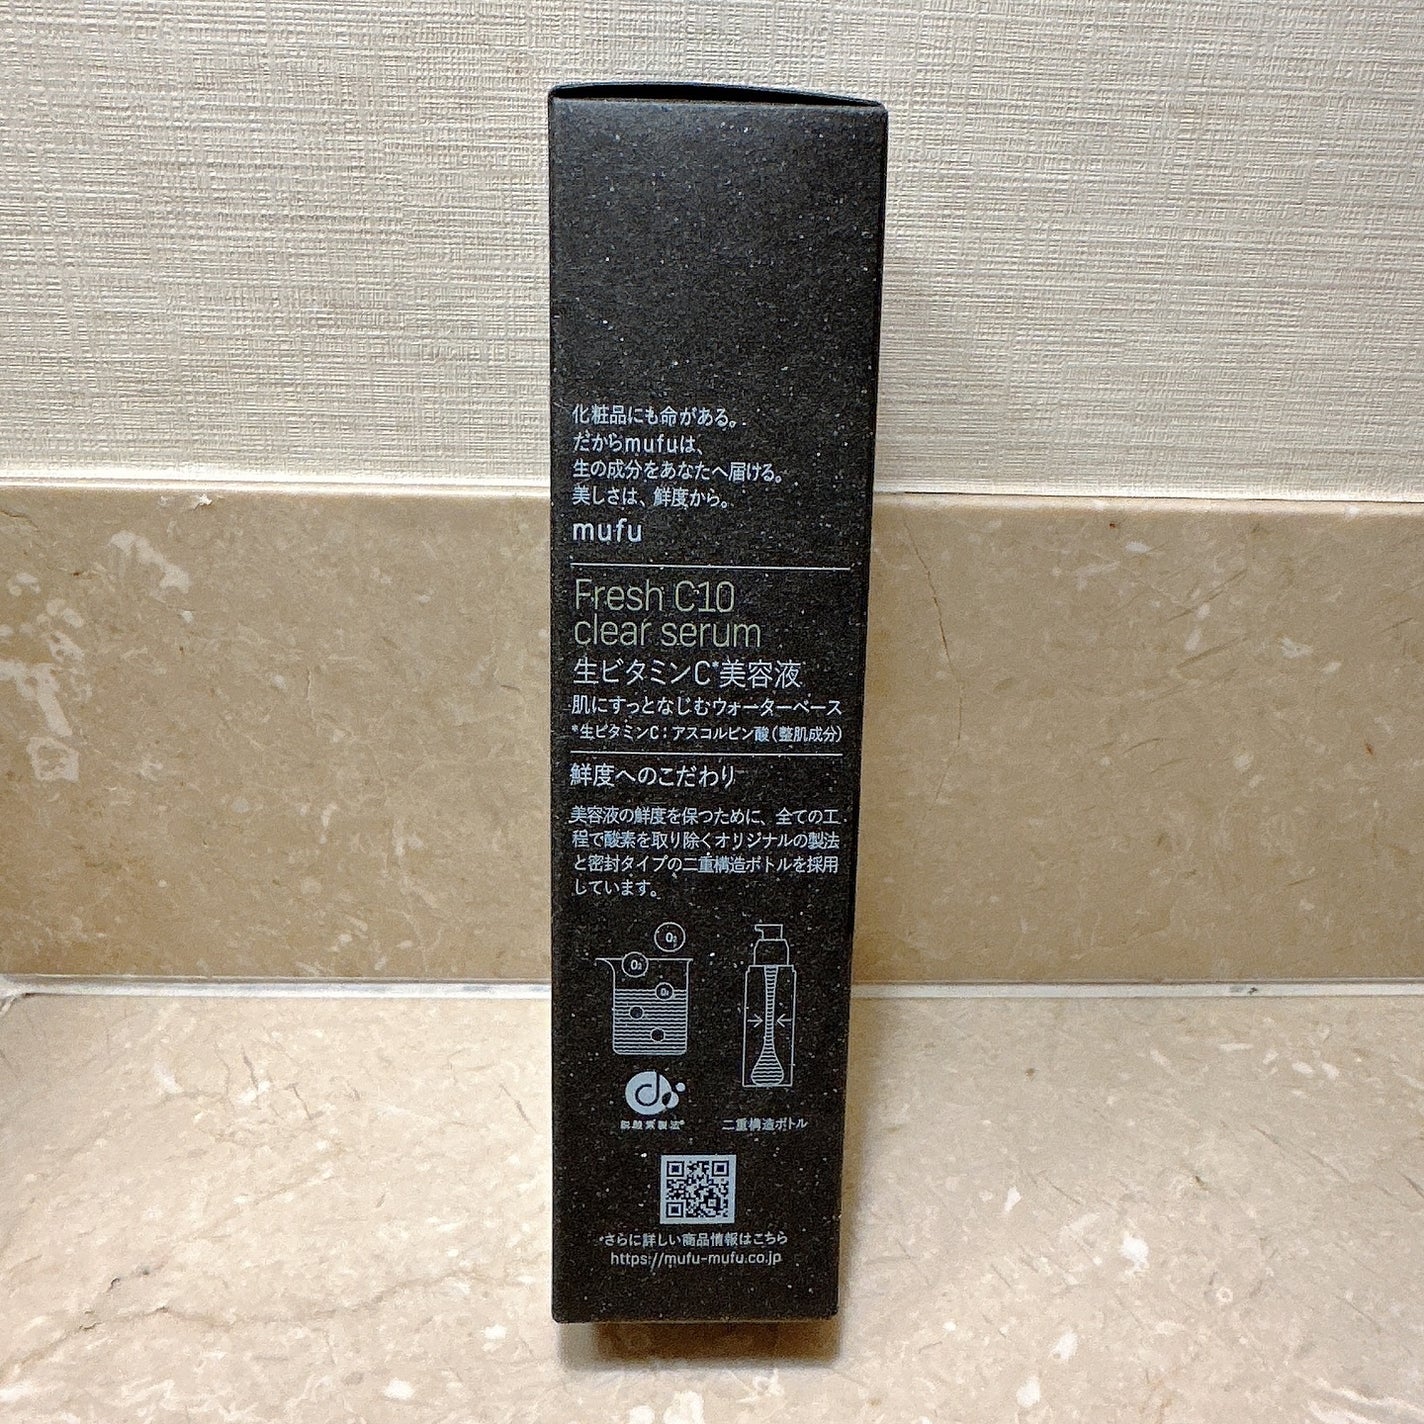 化粧品にも命がある。
だからmufuは、
生の成分をあなたへ届ける。
美しさは、鮮度から。
mufu
Fresh C10
clear serum
生ビタミンC*美容液
肌にすっとなじむウォーターベース
*生ビタミンC：アスコルビン酸（整肌成分）
鮮度へのこだわり
美容液の鮮度を保つために、全ての工
程で酸素を取り除くオリジナルの製法
と密封タイプの二重構造ボトルを採用
しています。
O₂
O₂
O₂
d
脱酸素製法®
二重構造ボトル
*さらに詳しい商品情報はこちら
https://mufu-mufu.co.jp